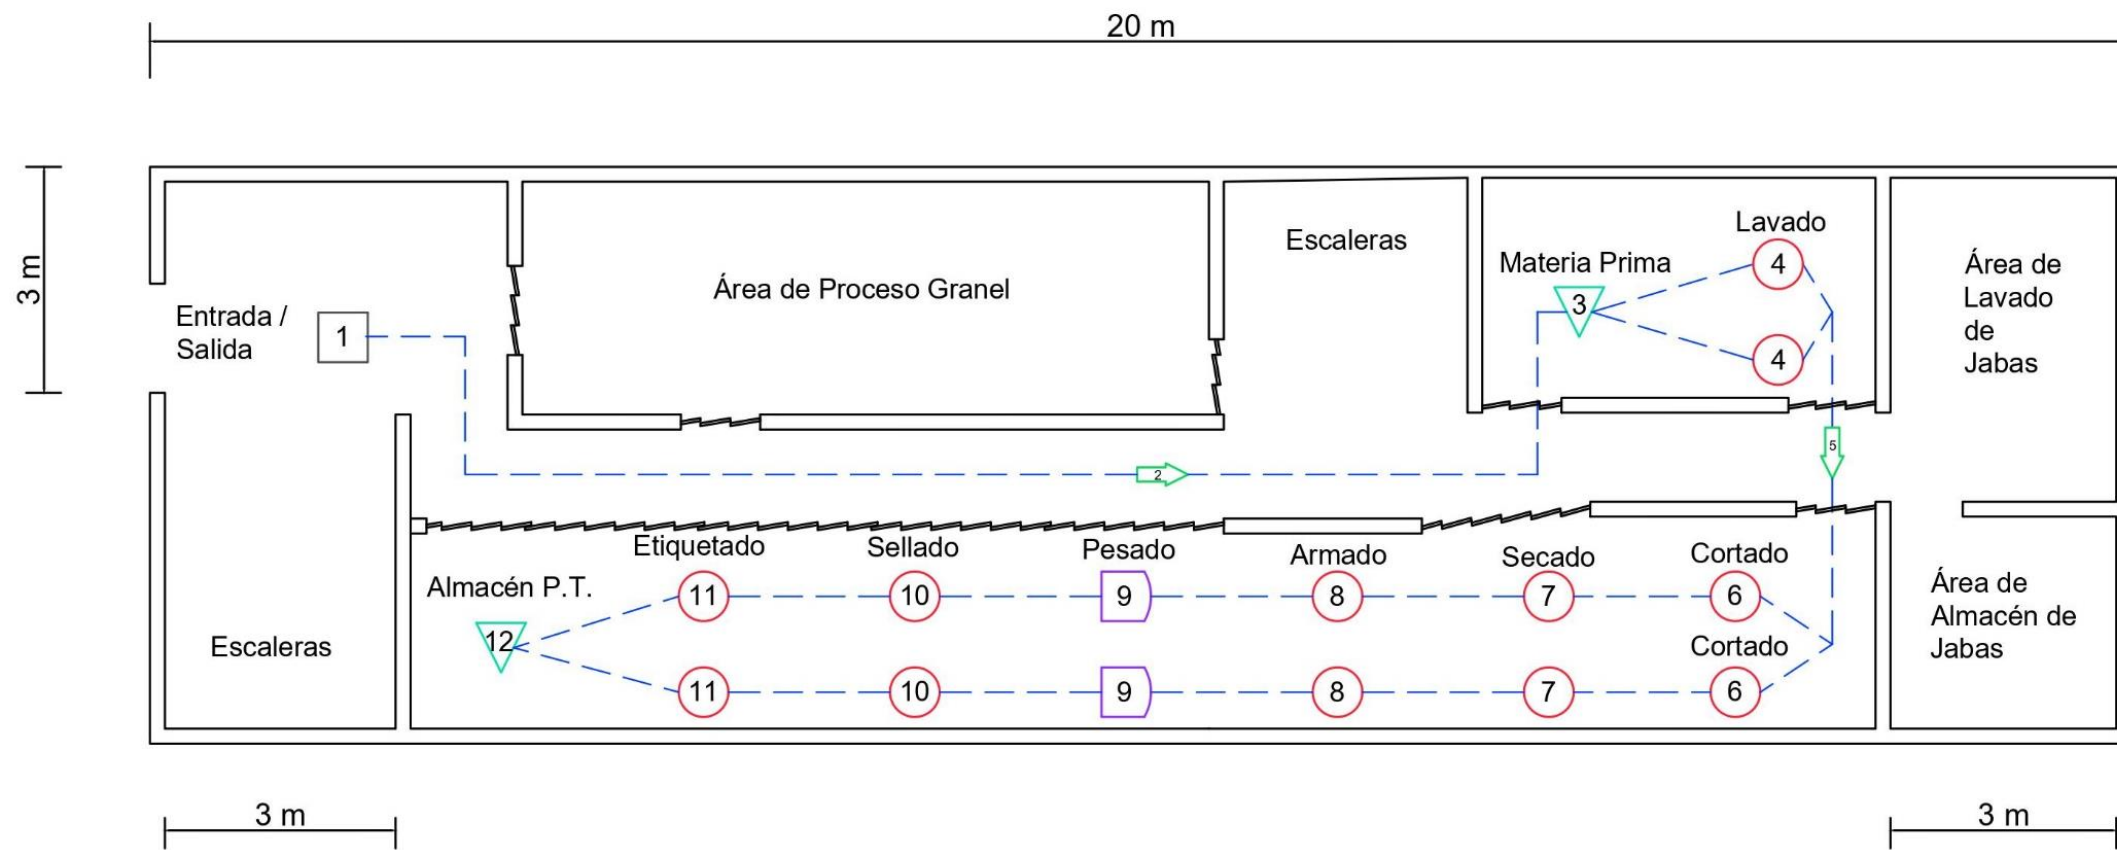 20 m
3 m
Entrada /
Salida
1
Área de Proceso Granel
Escaleras
Materia Prima
3
Lavado
4
4
Área de
Lavado
de
Jabas
2
5
Escaleras
Almacén P.T.
12
Etiquetado
Sellado
Pesado
Armado
Secado
Cortado
11
10
9
8
7
6
Cortado
11
10
9
8
7
6
Área de
Almacén de
Jabas
3 m
3 m